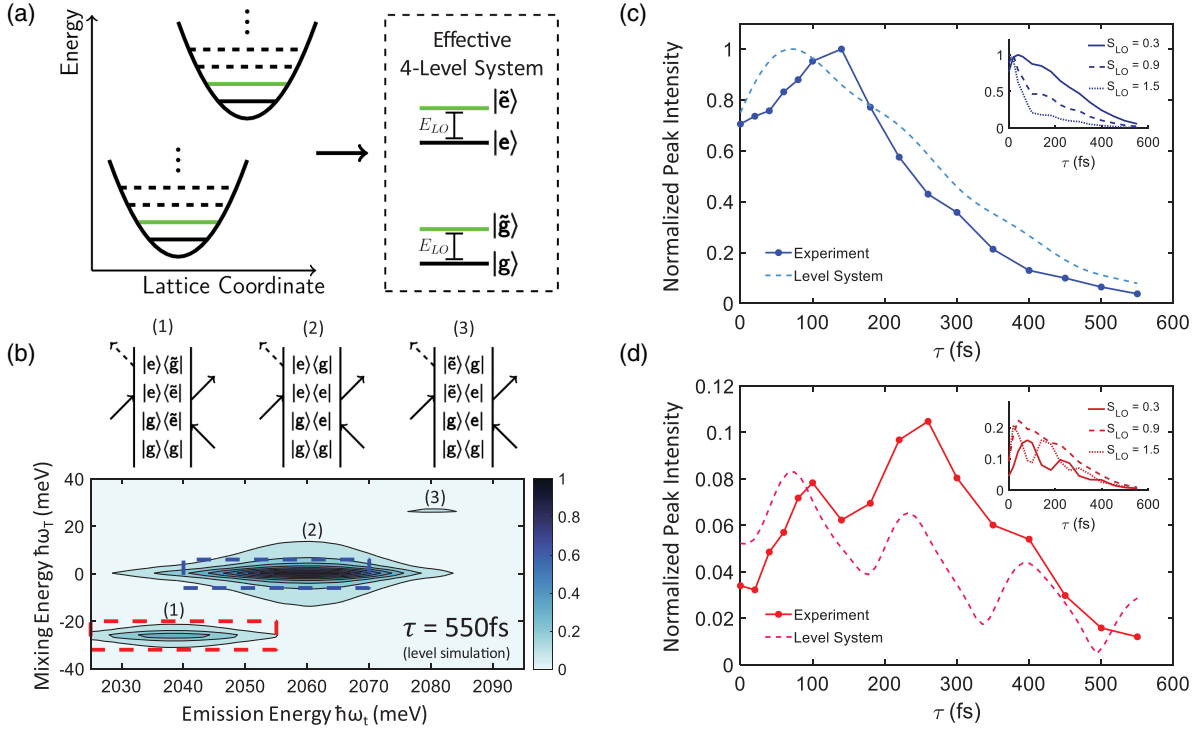 (a)
Energy
Lattice Coordinate
Effective
4-Level System
|ẽ⟩
E_LO
|e⟩
|g̃⟩
E_LO
|g⟩
(b)
(1) (2) (3)
|e⟩⟨g̃| |e⟩⟨g| |ẽ⟩⟨g|
|e⟩⟨ẽ| |e⟩⟨e| |ẽ⟩⟨e|
|g⟩⟨ẽ| |g⟩⟨e| |g⟩⟨e|
|g⟩⟨g| |g⟩⟨g| |g⟩⟨g|
Mixing Energy ħω_T (meV)
40
20
0
-20
-40
(3)
(2)
(1)
τ = 550fs
(level simulation)
2030 2040 2050 2060 2070 2080 2090
Emission Energy ħω_t (meV)
1
0.8
0.6
0.4
0.2
0
(c)
Normalized Peak Intensity
1
0.8
0.6
0.4
0.2
0
Experiment
Level System
0 100 200 300 400 500 600
τ (fs)
S_LO = 0.3
S_LO = 0.9
S_LO = 1.5
1
0.5
0
0 200 400 600
τ (fs)
(d)
Normalized Peak Intensity
0.12
0.1
0.08
0.06
0.04
0.02
0
Experiment
Level System
0 100 200 300 400 500 600
τ (fs)
S_LO = 0.3
S_LO = 0.9
S_LO = 1.5
0.2
0.1
0
0 200 400 600
τ (fs)